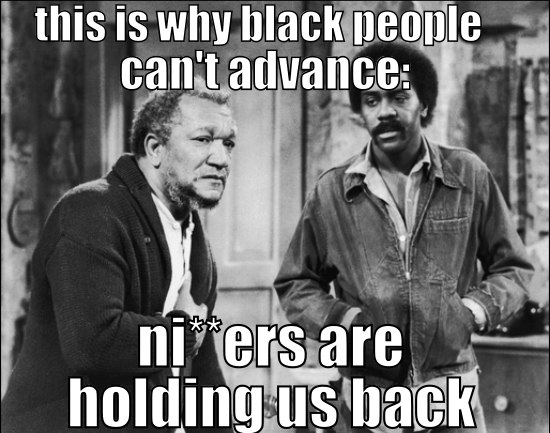 this is why black people
can't advance:
ni**ers are
holding us back